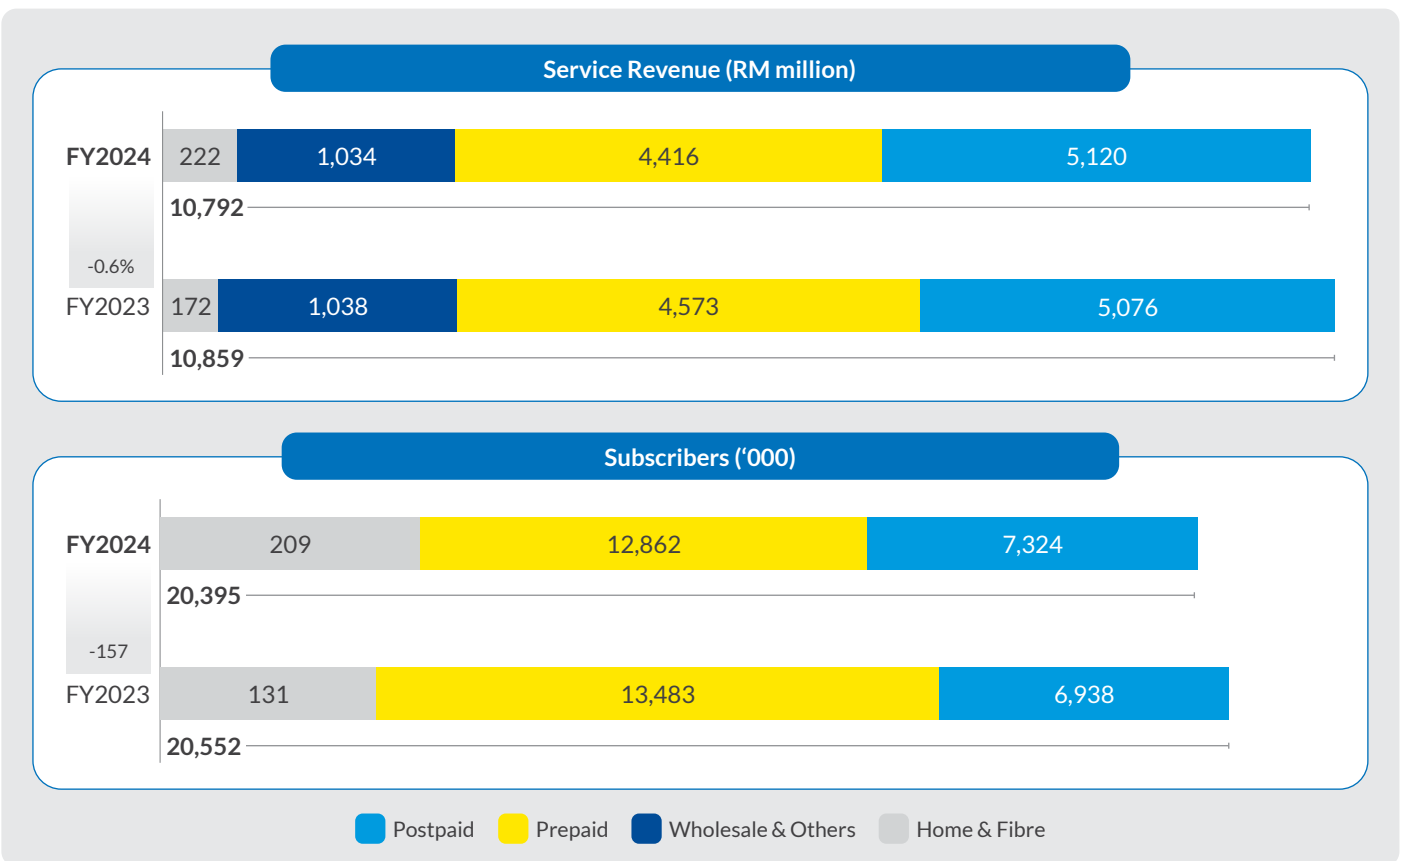 Service Revenue (RM million)
FY2024 222 1,034 4,416 5,120
10,792
-0.6%
FY2023 172 1,038 4,573 5,076
10,859
Subscribers (‘000)
FY2024 209 12,862 7,324
20,395
-157
FY2023 131 13,483 6,938
20,552
Postpaid Prepaid Wholesale & Others Home & Fibre